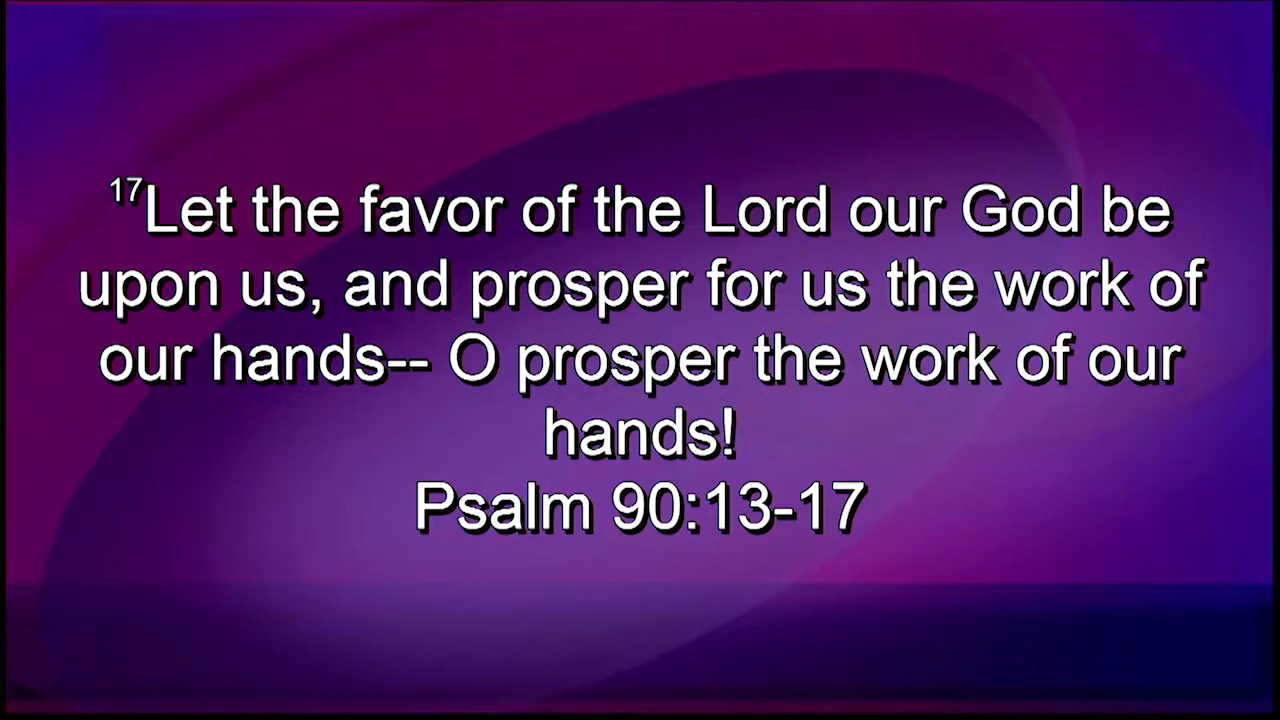 17Let the favor of the Lord our God be
upon us, and prosper for us the work of
our hands-- O prosper the work of our
hands!
Psalm 90:13-17